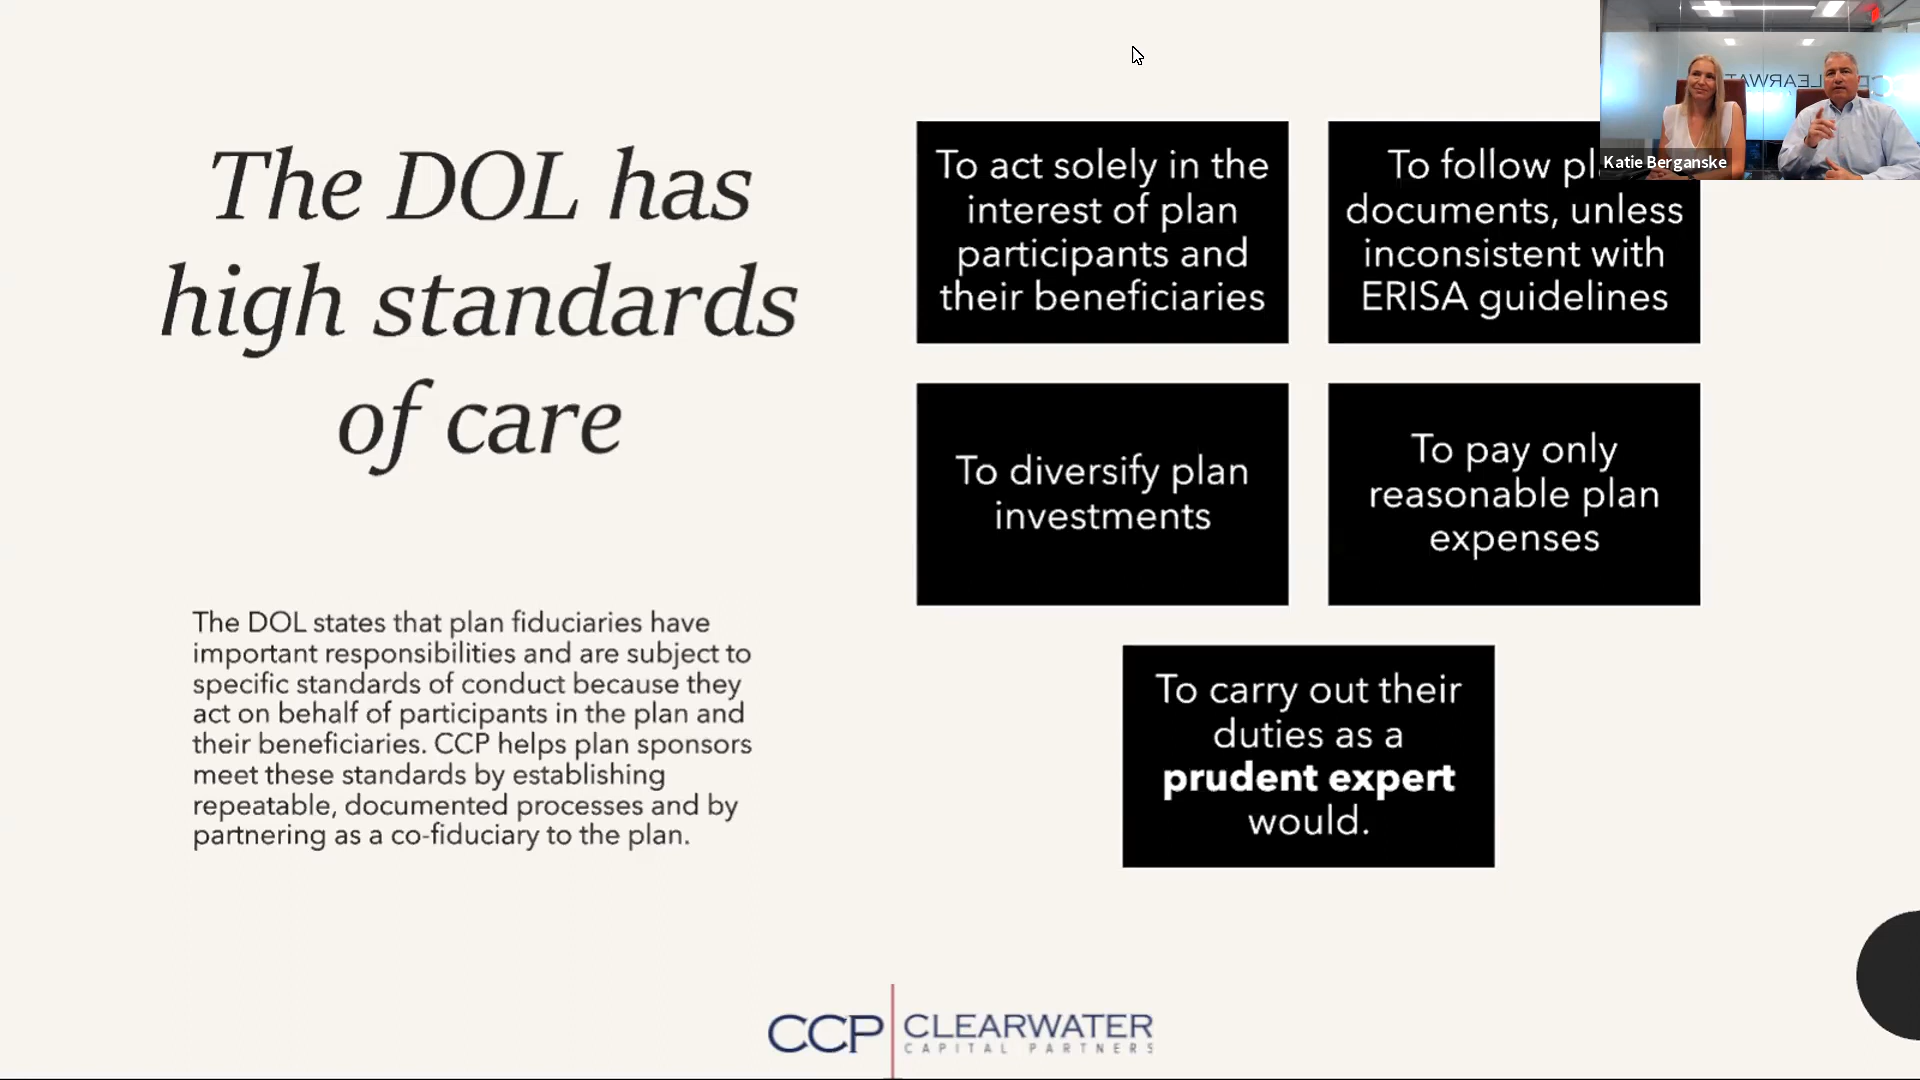 The DOL has
high standards
of care
The DOL states that plan fiduciaries have
important responsibilities and are subject to
specific standards of conduct because they
act on behalf of participants in the plan and
their beneficiaries. CCP helps plan sponsors
meet these standards by establishing
repeatable, documented processes and by
partnering as a co-fiduciary to the plan.
To act solely in the
interest of plan
participants and
their beneficiaries
To follow
documents, unless
inconsistent with
ERISA guidelines
To diversify plan
investments
To pay only
reasonable plan
expenses
To carry out their
duties as a
prudent expert
would.
Katie Berganske
CCP CLEARWATER
CAPITAL PARTNERS